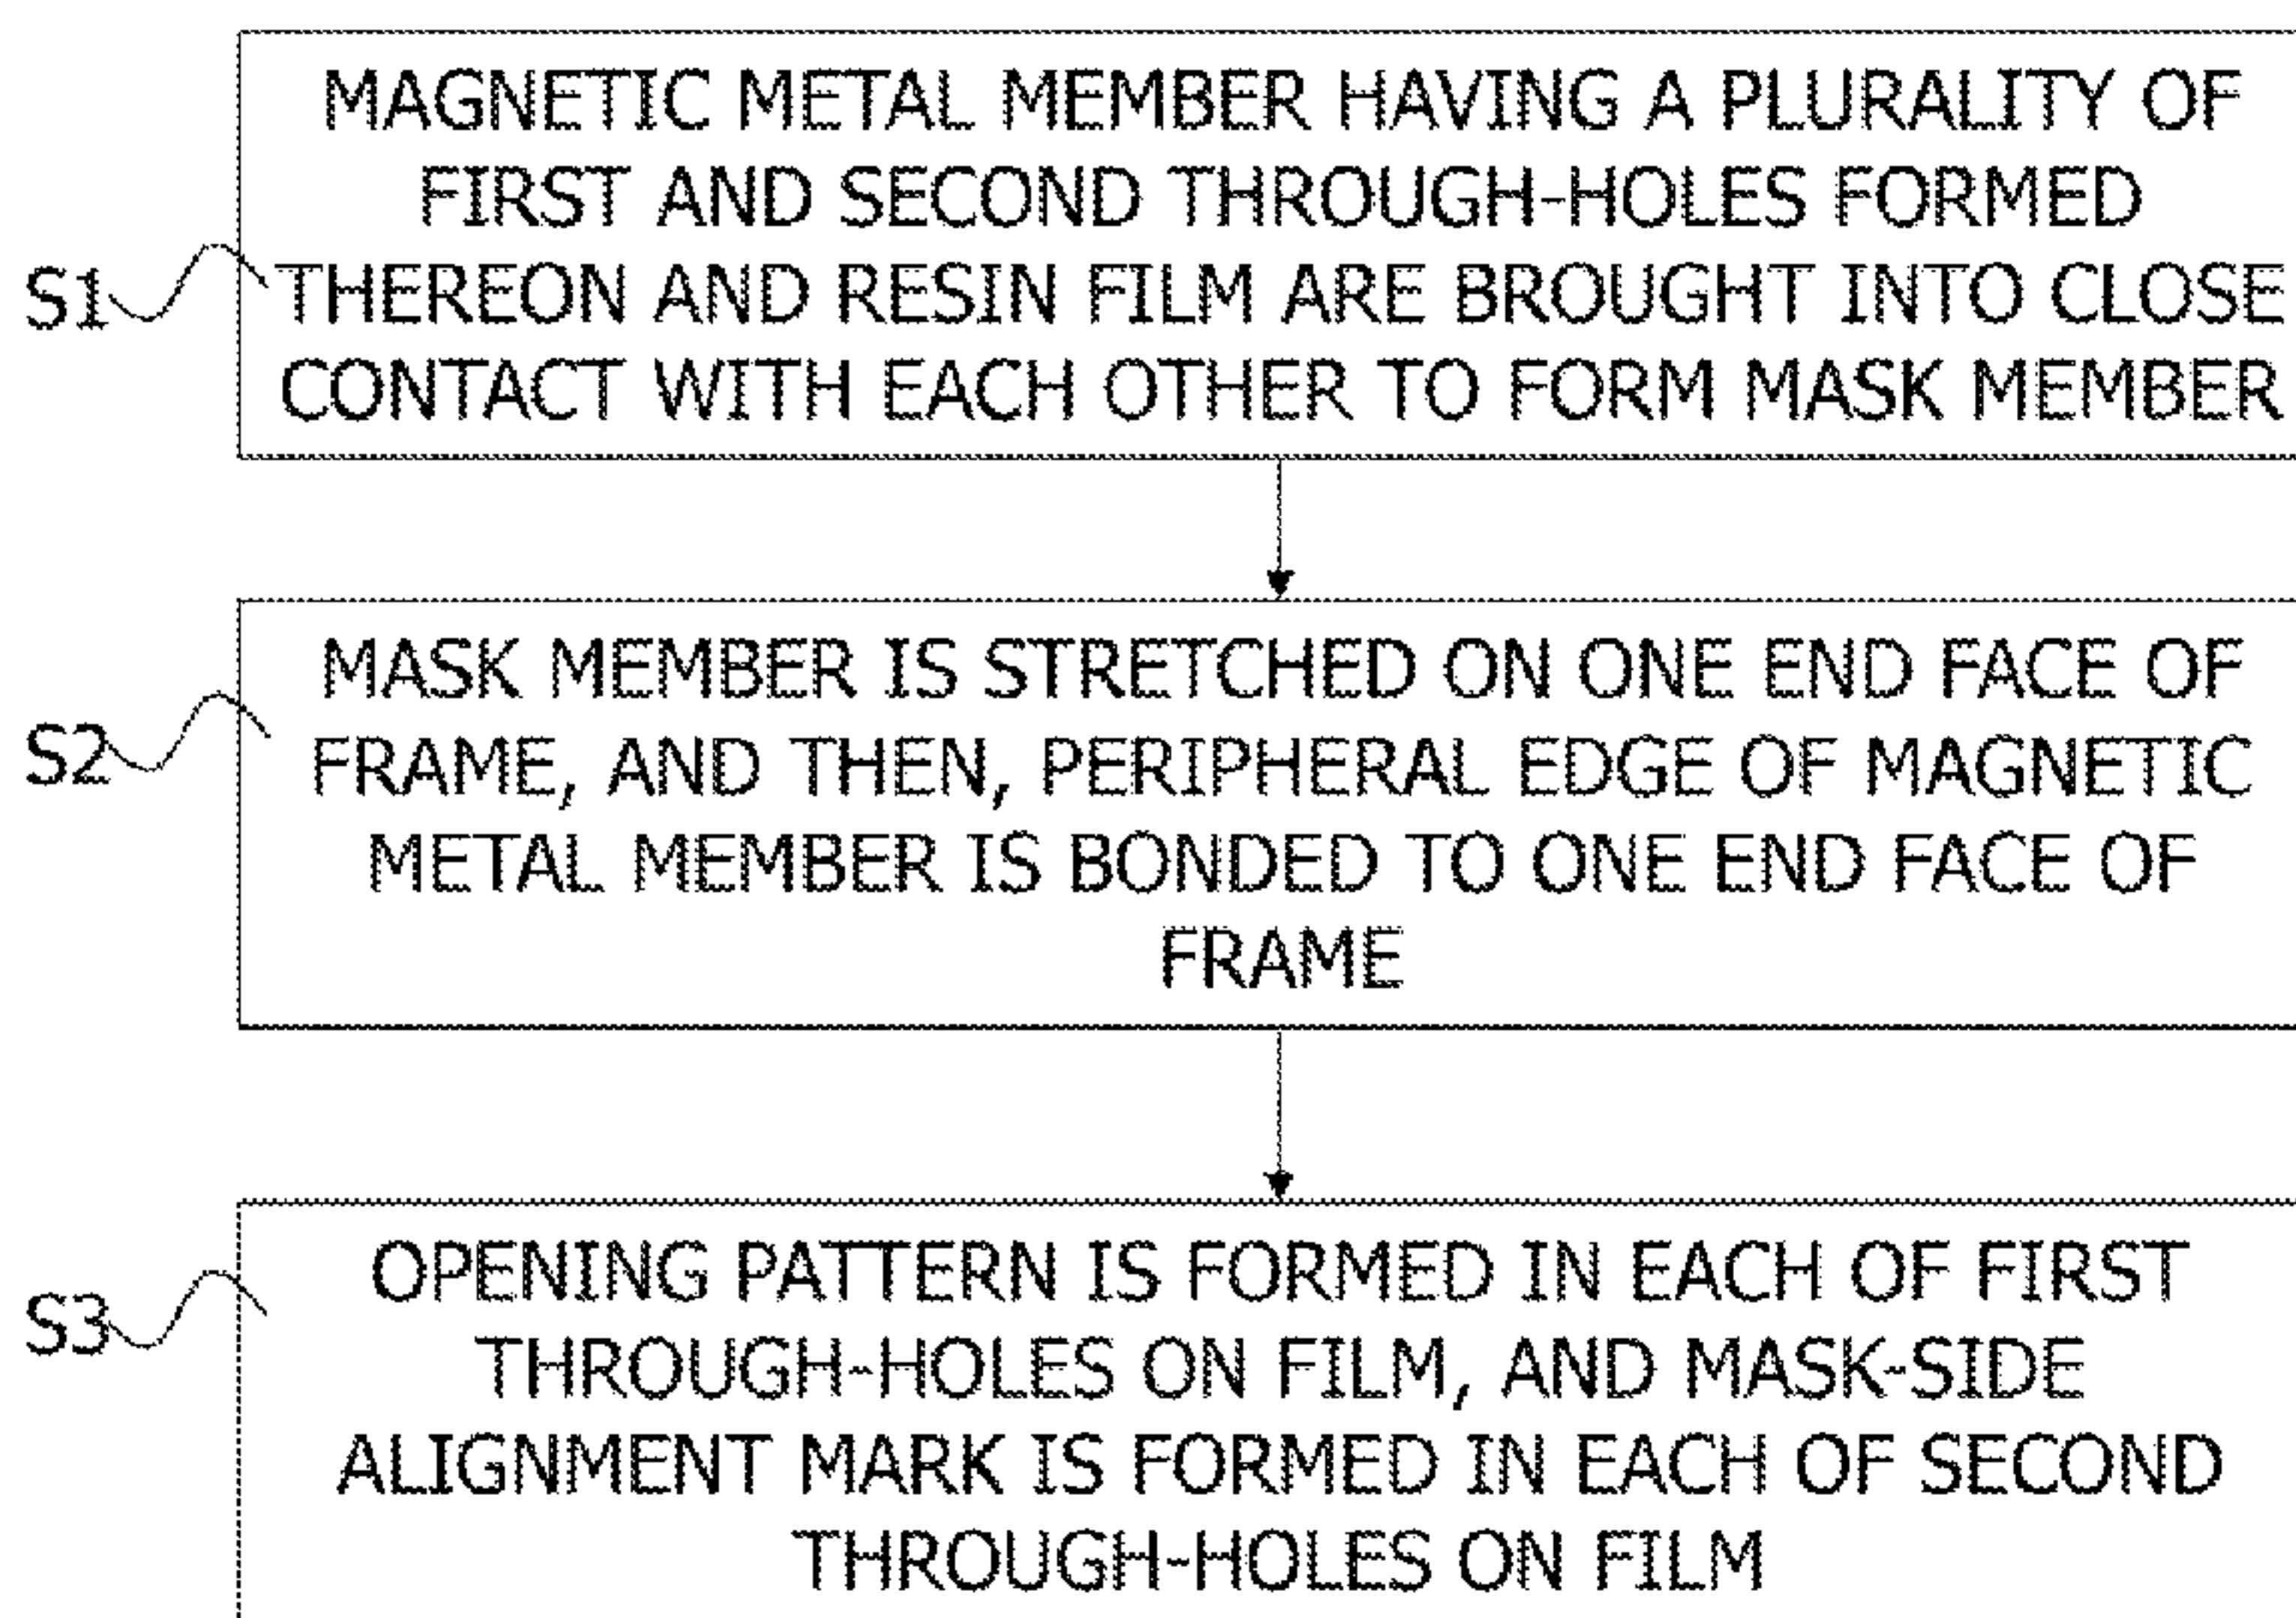 MAGNETIC METAL MEMBER HAVING A PLURALITY OF
FIRST AND SECOND THROUGH-HOLES FORMED
S1 THEREON AND RESIN FILM ARE BROUGHT INTO CLOSE
CONTACT WITH EACH OTHER TO FORM MASK MEMBER
MASK MEMBER IS STRETCHED ON ONE END FACE OF
S2 FRAME, AND THEN, PERIPHERAL EDGE OF MAGNETIC
METAL MEMBER IS BONDED TO ONE END FACE OF
FRAME
OPENING PATTERN IS FORMED IN EACH OF FIRST
S3 THROUGH-HOLES ON FILM, AND MASK-SIDE
ALIGNMENT MARK IS FORMED IN EACH OF SECOND
THROUGH-HOLES ON FILM